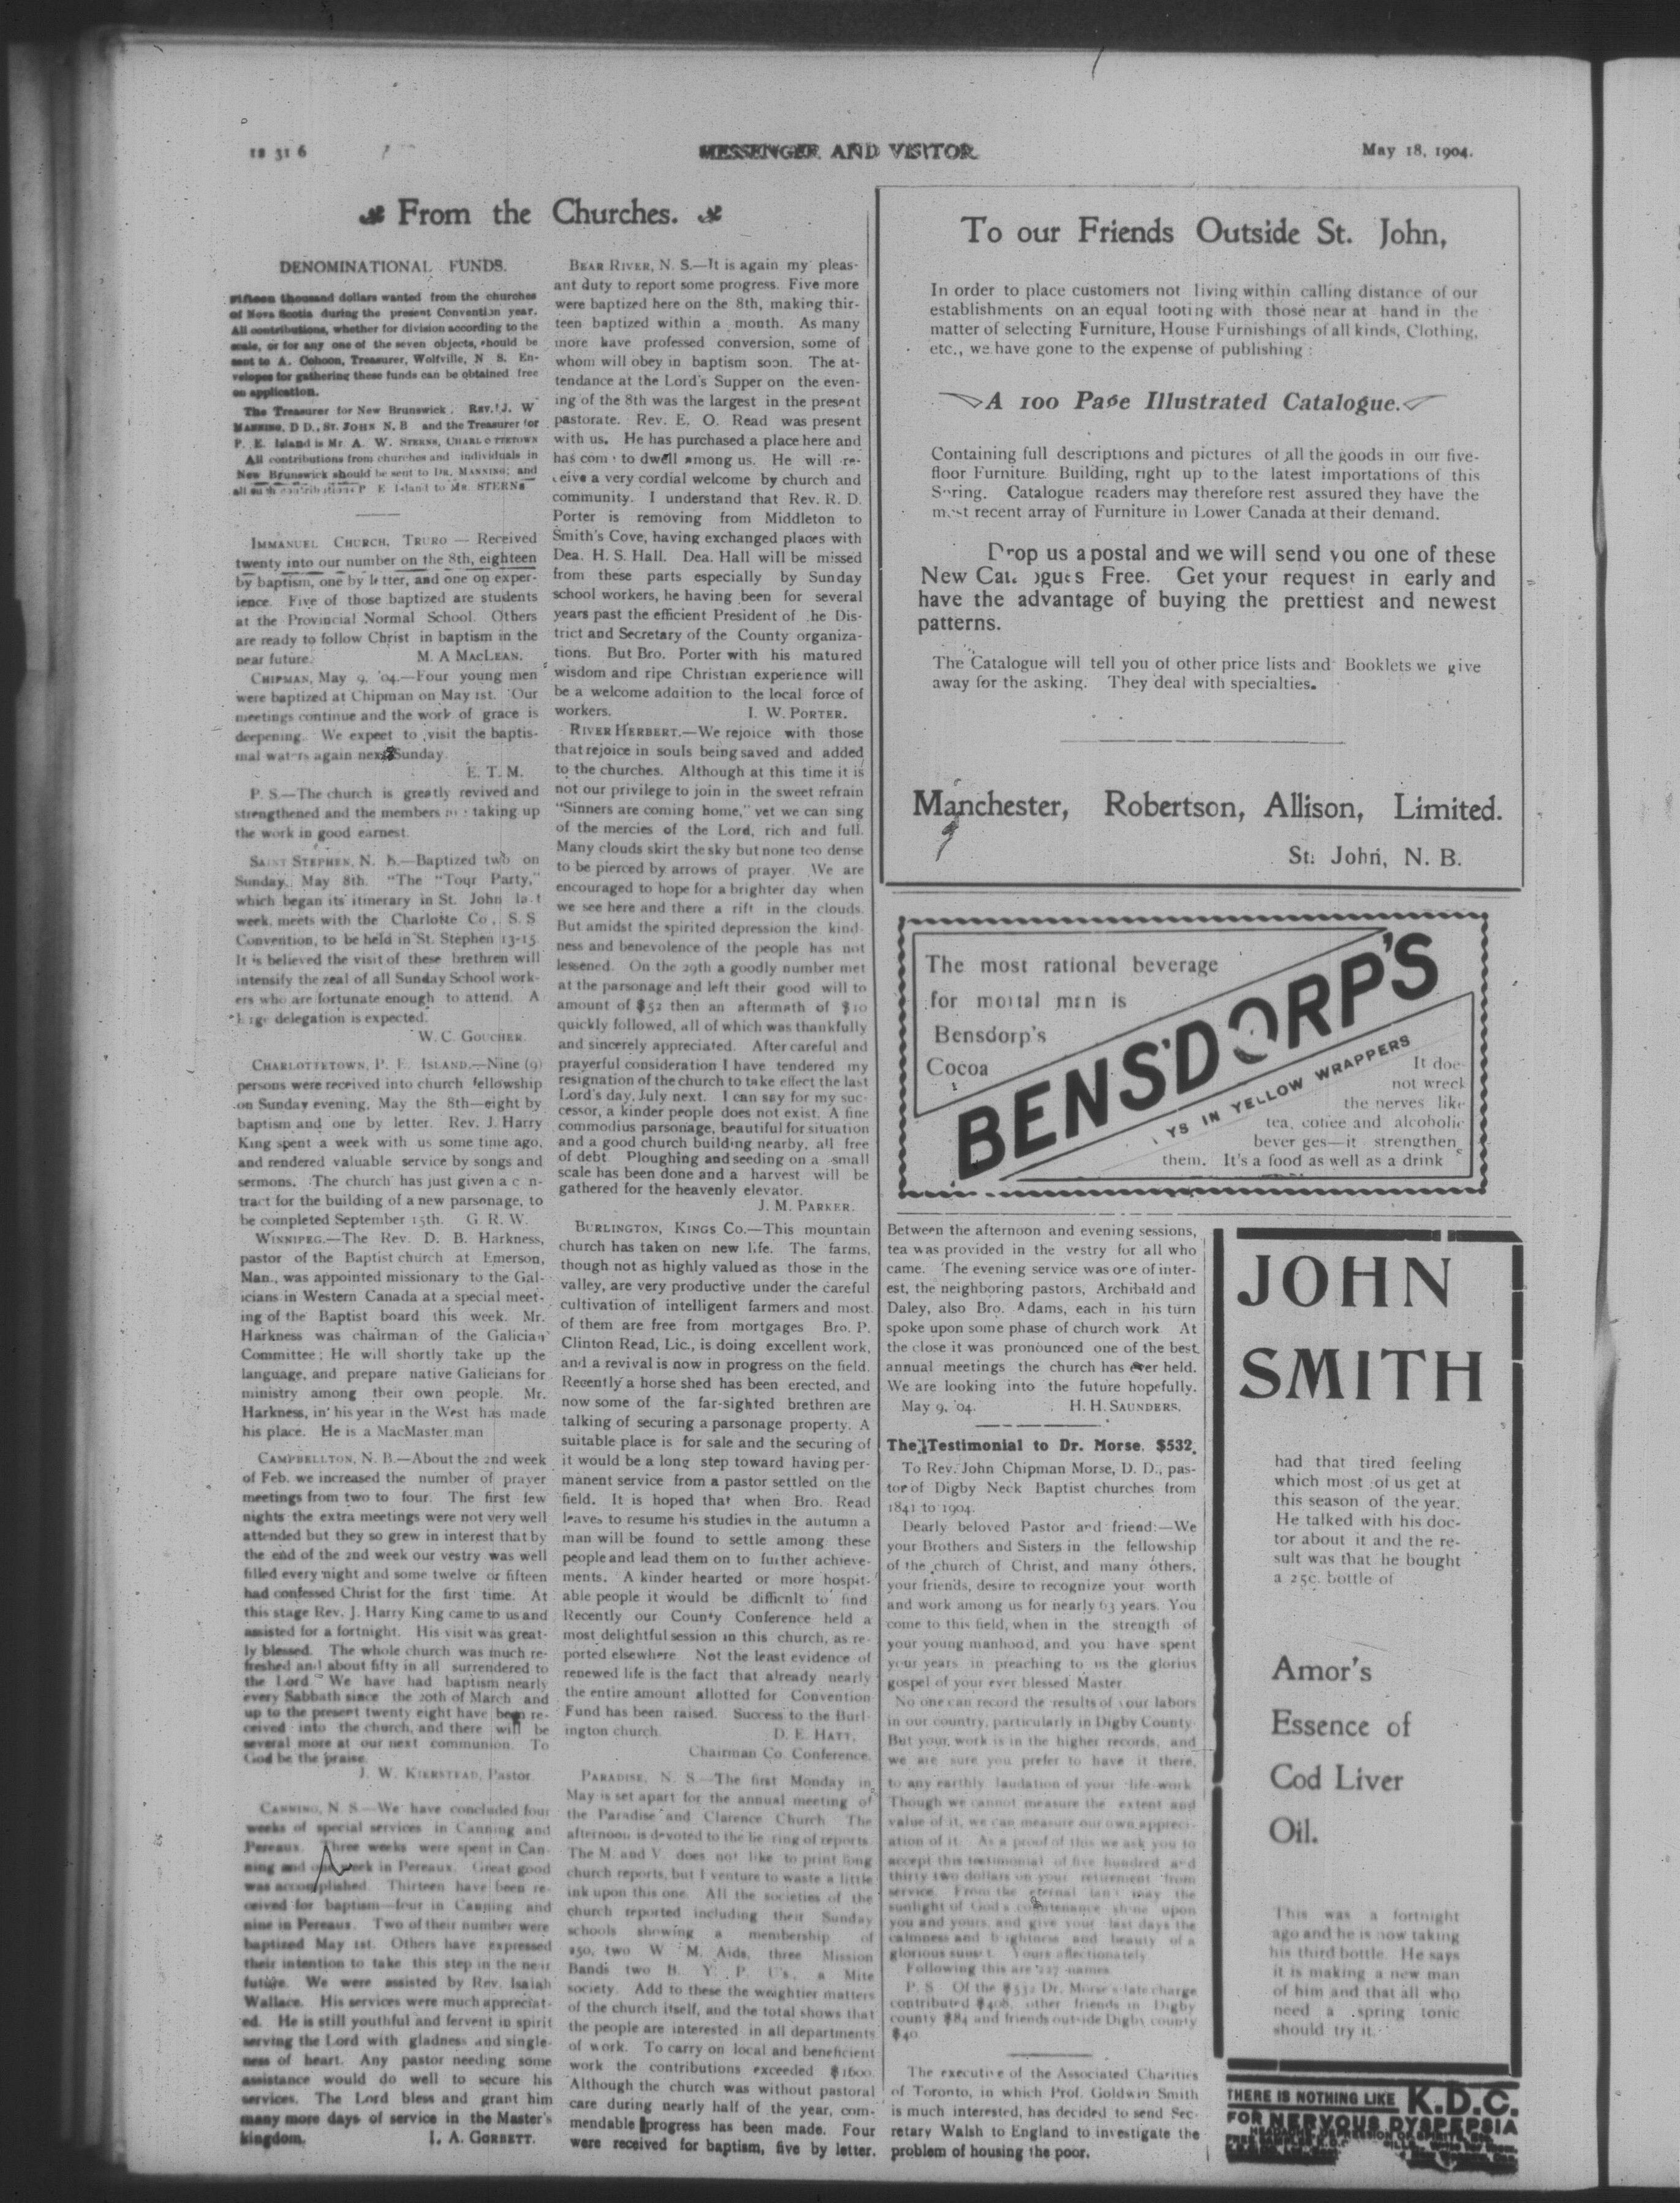 12 316
MESSENGER AND VISITOR
May 18, 1904.
From the Churches.
DENOMINATIONAL FUNDS.
Fifteen thousand dollars wanted from the churches
of Nova Scotia during the present Convention year.
All contributions, whether for division according to the
scale, or for any one of the seven objects, should be
sent to A. Cohoon, Treasurer, Wolfville, N S. En-
velopes for gathering these funds can be obtained free
on application.
The Treasurer for New Brunswick. REV. J. W
MANNING, D D., ST. JOHN N. B and the Treasurer for
P. E. Island is MR. A. W. STERNS, CHARLOTTETOWN
All contributions from churches and individuals in
New Brunswick should be sent to DR. MANNING; and
all such contributions P E Island to MR. STERNS
IMMANUEL CHURCH, TRURO — Received
twenty into our number on the 8th, eighteen
by baptism, one by letter, and one on exper-
ience. Five of those baptized are students
at the Provincial Normal School. Others
are ready to follow Christ in baptism in the
near future. M. A MACLEAN.
CHIPMAN, May 9, '04.—Four young men
were baptized at Chipman on May 1st. Our
meetings continue and the work of grace is
deepening. We expect to visit the baptis-
mal waters again next Sunday.
E. T. M.
P. S.—The church is greatly revived and
strengthened and the members taking up
the work in good earnest.
SAINT STEPHEN, N. B.—Baptized two on
Sunday, May 8th. "The "Tour Party,"
which began its itinerary in St. John la t
week, meets with the Charlotte Co., S. S
Convention, to be held in St. Stephen 13-15.
It is believed the visit of these brethren will
intensify the zeal of all Sunday School work-
ers who are fortunate enough to attend. A
large delegation is expected.
W. C. GOUCHER.
CHARLOTTETOWN, P. E. ISLAND.—Nine (9)
persons were received into church fellowship
on Sunday evening, May the 8th—eight by
baptism and one by letter. Rev. J. Harry
King spent a week with us some time ago,
and rendered valuable service by songs and
sermons. The church has just given a c n-
tract for the building of a new parsonage, to
be completed September 15th. G. R. W.
WINNIPEG.—The Rev. D. B. Harkness,
pastor of the Baptist church at Emerson,
Man., was appointed missionary to the Gal-
icians in Western Canada at a special meet-
ing of the Baptist board this week. Mr.
Harkness was chairman of the Galician
Committee; He will shortly take up the
language, and prepare native Galicians for
ministry among their own people. Mr.
Harkness, in his year in the West has made
his place. He is a MacMaster man
CAMPBELLTON, N. B.—About the 2nd week
of Feb. we increased the number of prayer
meetings from two to four. The first few
nights the extra meetings were not very well
attended but they so grew in interest that by
the end of the 2nd week our vestry was well
filled every night and some twelve or fifteen
had confessed Christ for the first time. At
this stage Rev. J. Harry King came to us and
assisted for a fortnight. His visit was great-
ly blessed. The whole church was much re-
freshed and about fifty in all surrendered to
the Lord. We have had baptism nearly
every Sabbath since the 20th of March and
up to the present twenty eight have been re-
ceived into the church, and there will be
several more at our next communion. To
God be the praise.
J. W. KIERSTEAD, Pastor.
CANNING, N. S—We have concluded four
weeks of special services in Canning and
Pereaux. Three weeks were spent in Can-
ning and one week in Pereaux. Great good
was accomplished. Thirteen have been re-
ceived for baptism—four in Canning and
nine in Pereaux. Two of their number were
baptized May 1st. Others have expressed
their intention to take this step in the near
future. We were assisted by Rev. Isaiah
Wallace. His services were much appreciat-
ed. He is still youthful and fervent in spirit
serving the Lord with gladness and single-
ness of heart. Any pastor needing some
assistance would do well to secure his
services. The Lord bless and grant him
many more days of service in the Master's
kingdom. I. A. CORBETT.
BEAR RIVER, N. S.—It is again my pleas-
ant duty to report some progress. Five more
were baptized here on the 8th, making thir-
teen baptized within a month. As many
more have professed conversion, some of
whom will obey in baptism soon. The at-
tendance at the Lord's Supper on the even-
ing of the 8th was the largest in the present
pastorate. Rev. E. O. Read was present
with us. He has purchased a place here and
has com to dwell among us. He will re-
ceive a very cordial welcome by church and
community. I understand that Rev. R. D.
Porter is removing from Middleton to
Smith's Cove, having exchanged places with
Dea. H. S. Hall. Dea. Hall will be missed
from these parts especially by Sunday
school workers, he having been for several
years past the efficient President of he Dis-
trict and Secretary of the County organiza-
tions. But Bro. Porter with his matured
wisdom and ripe Christian experience will
be a welcome addition to the local force of
workers. I. W. PORTER.
RIVER HERBERT.—We rejoice with those
that rejoice in souls being saved and added
to the churches. Although at this time it is
not our privilege to join in the sweet refrain
"Sinners are coming home," yet we can sing
of the mercies of the Lord, rich and full.
Many clouds skirt the sky but none too dense
to be pierced by arrows of prayer. We are
encouraged to hope for a brighter day when
we see here and there a rift in the clouds.
But amidst the spirited depression the kind-
ness and benevolence of the people has not
lessened. On the 29th a goodly number met
at the parsonage and left their good will to
amount of $52 then an aftermath of $10
quickly followed, all of which was thankfully
and sincerely appreciated. After careful and
prayerful consideration I have tendered my
resignation of the church to take effect the last
Lord's day, July next. I can say for my suc-
cessor, a kinder people does not exist. A fine
commodius parsonage, beautiful for situation
and a good church building nearby, all free
of debt. Ploughing and seeding on a small
scale has been done and a harvest will be
gathered for the heavenly elevator.
J. M. PARKER.
BURLINGTON, KINGS CO.—This mountain
church has taken on new life. The farms,
though not as highly valued as those in the
valley, are very productive under the careful
cultivation of intelligent farmers and most
of them are free from mortgages Bro. P.
Clinton Read, Lic., is doing excellent work,
and a revival is now in progress on the field.
Recently a horse shed has been erected, and
now some of the far-sighted brethren are
talking of securing a parsonage property. A
suitable place is for sale and the securing of
it would be a long step toward having per-
manent service from a pastor settled on the
field. It is hoped that when Bro. Read
leaves to resume his studies in the autumn a
man will be found to settle among these
people and lead them on to further achieve-
ments. A kinder hearted or more hospit-
able people it would be difficnlt to find
Recently our County Conference held a
most delightful session in this church, as re-
ported elsewhere. Not the least evidence of
renewed life is the fact that already nearly
the entire amount allotted for Convention
Fund has been raised. Success to the Burl-
ington church. D. E. HATT,
Chairman Co. Conference.
PARADISE, N. S.—The first Monday in
May is set apart for the annual meeting of
the Paradise and Clarence Church. The
afternoon is devoted to the he ring of reports.
The M. and V. does not like to print long
church reports, but I venture to waste a little
ink upon this one. All the societies of the
church reported including their Sunday
schools showing a membership of
250, two W. M. Aids, three Mission
Bands two B. Y. P. U's, a Mite
society. Add to these the weightier matters
of the church itself, and the total shows that
the people are interested in all departments
of work. To carry on local and beneficient
work the contributions exceeded $1600.
Although the church was without pastoral
care during nearly half of the year, com-
mendable progress has been made. Four
were received for baptism, five by letter.
Between the afternoon and evening sessions,
tea was provided in the vestry for all who
came. The evening service was one of inter-
est, the neighboring pastors, Archibald and
Daley, also Bro. Adams, each in his turn
spoke upon some phase of church work. At
the close it was pronounced one of the best
annual meetings the church has ever held.
We are looking into the future hopefully.
May 9, '04. H. H. SAUNDERS.
The Testimonial to Dr. Morse. $532.
To Rev. John Chipman Morse, D. D., pas-
tor of Digby Neck Baptist churches from
1841 to 1904.
Dearly beloved Pastor and friend:—We
your Brothers and Sisters in the fellowship
of the church of Christ, and many others,
your friends, desire to recognize your worth
and work among us for nearly 63 years. You
come to this field, when in the strength of
your young manhood, and you have spent
your years in preaching to us the glorius
gospel of your ever blessed Master.
No one can record the results of your labors
in our country, particularly in Digby County.
But your work is in the higher records, and
we are sure you prefer to have it there,
to any earthly laudation of your life-work.
Though we cannot measure the extent and
value of it, we can measure our own appreci-
ation of it. As a proof of this we ask you to
accept this testimonial of five hundred and
thirty two dollars on your retirement from
service. From the eternal may the
sunlight of God's countenance shine upon
you and yours, and give your last days the
calmness and brightness and beauty of a
glorious sunset. Yours affectionately.
Following this are 227 names.
P. S Of the $532 Dr. Morse's late charge
contributed $408, other friends in Digby
county $84 and friends outside Digby county
$40.
The executive of the Associated Charities
of Toronto, in which Prof. Goldwin Smith
is much interested, has decided to send Sec-
retary Walsh to England to investigate the
problem of housing the poor.
To our Friends Outside St. John,
In order to place customers not living within calling distance of our
establishments on an equal footing with those near at hand in the
matter of selecting Furniture, House Furnishings of all kinds, Clothing,
etc., we have gone to the expense of publishing:
A 100 Page Illustrated Catalogue.
Containing full descriptions and pictures of all the goods in our five-
floor Furniture Building, right up to the latest importations of this
Spring. Catalogue readers may therefore rest assured they have the
most recent array of Furniture in Lower Canada at their demand.
Drop us a postal and we will send you one of these
New Catalogues Free. Get your request in early and
have the advantage of buying the prettiest and newest
patterns.
The Catalogue will tell you of other price lists and Booklets we give
away for the asking. They deal with specialties.
Manchester, Robertson, Allison, Limited.
St. John, N. B.
The most rational beverage
for mortal man is
Bensdorp's
Cocoa
BENSDORP'S
YS IN YELLOW WRAPPERS
It doe
not wreck
the nerves like
tea, coffee and alcoholic
bever ges—it strengthen
them. It's a food as well as a drink
JOHN
SMITH
had that tired feeling
which most of us get at
this season of the year.
He talked with his doc-
tor about it and the re-
sult was that he bought
a 25c. bottle of
Amor's
Essence of
Cod Liver
Oil.
This was a fortnight
ago and he is now taking
his third bottle. He says
it is making a new man
of him and that all who
need a spring tonic
should try it.
THERE IS NOTHING LIKE K.D.C.
FOR NERVOUS DYSPEPSIA
HEADACHE, DEPRESSION OF SPIRITS, &c.